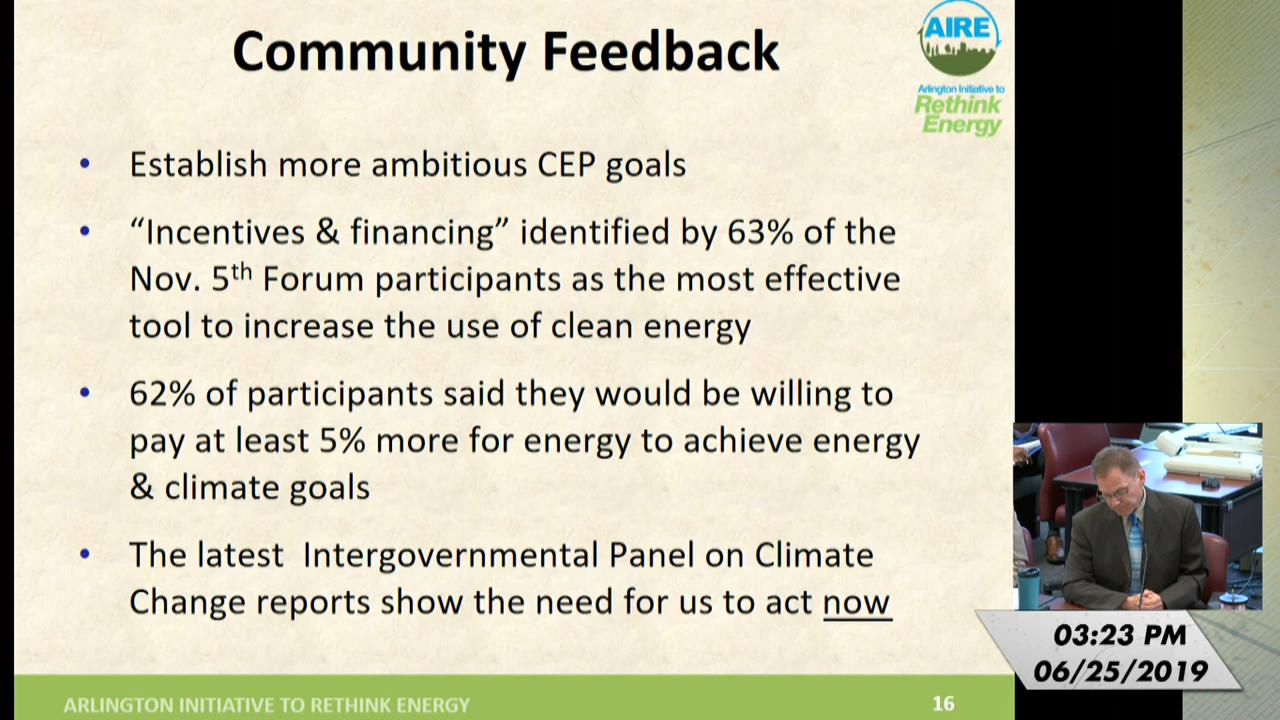 Community Feedback
AIRE
Arlington Initiative to
Rethink
Energy
• Establish more ambitious CEP goals
• “Incentives & financing” identified by 63% of the
Nov. 5th Forum participants as the most effective
tool to increase the use of clean energy
• 62% of participants said they would be willing to
pay at least 5% more for energy to achieve energy
& climate goals
• The latest  Intergovernmental Panel on Climate
Change reports show the need for us to act now
ARLINGTON INITIATIVE TO RETHINK ENERGY
16
03:23 PM
06/25/2019